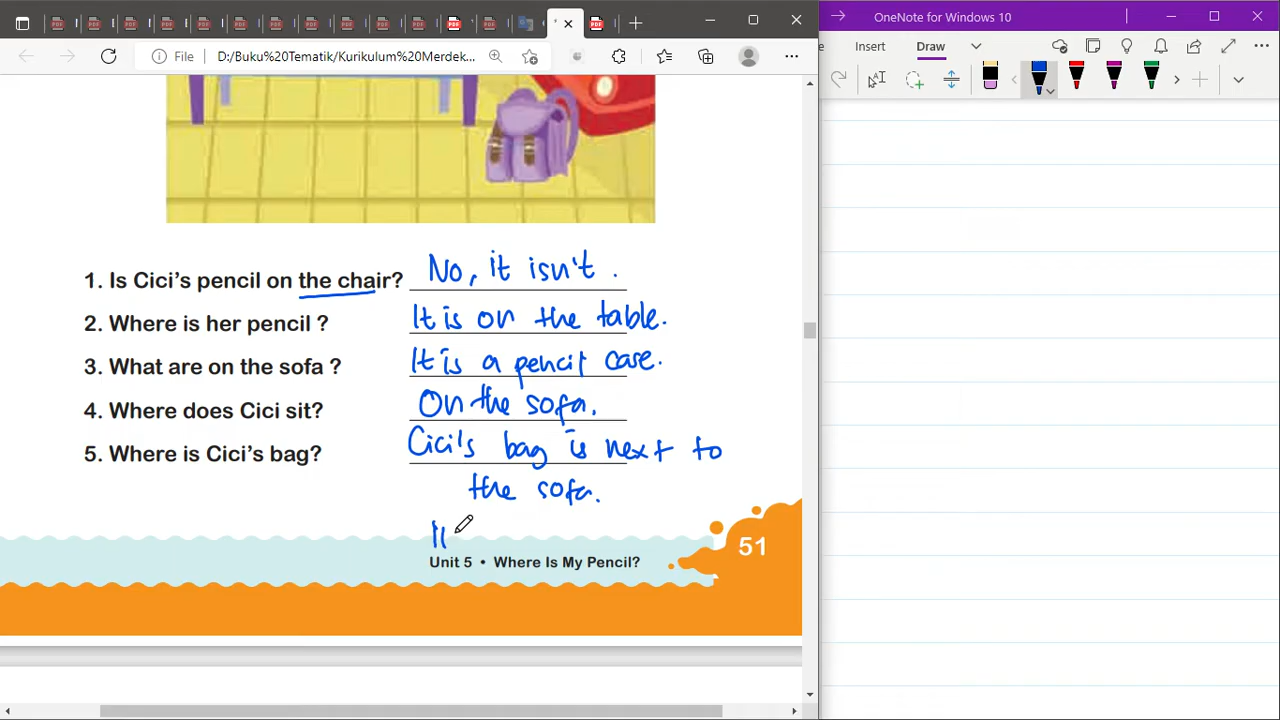 OneNote for Windows 10
File D:/Buku%20Tematik/Kurikulum%20Merdek...
Insert Draw
1. Is Cici's pencil on the chair? No, it isn't.
2. Where is her pencil ? It is on the table.
3. What are on the sofa ? It is a pencil case.
4. Where does Cici sit? On the sofa.
5. Where is Cici's bag? Cici's bag is next to
the sofa.
51
Unit 5 • Where Is My Pencil?